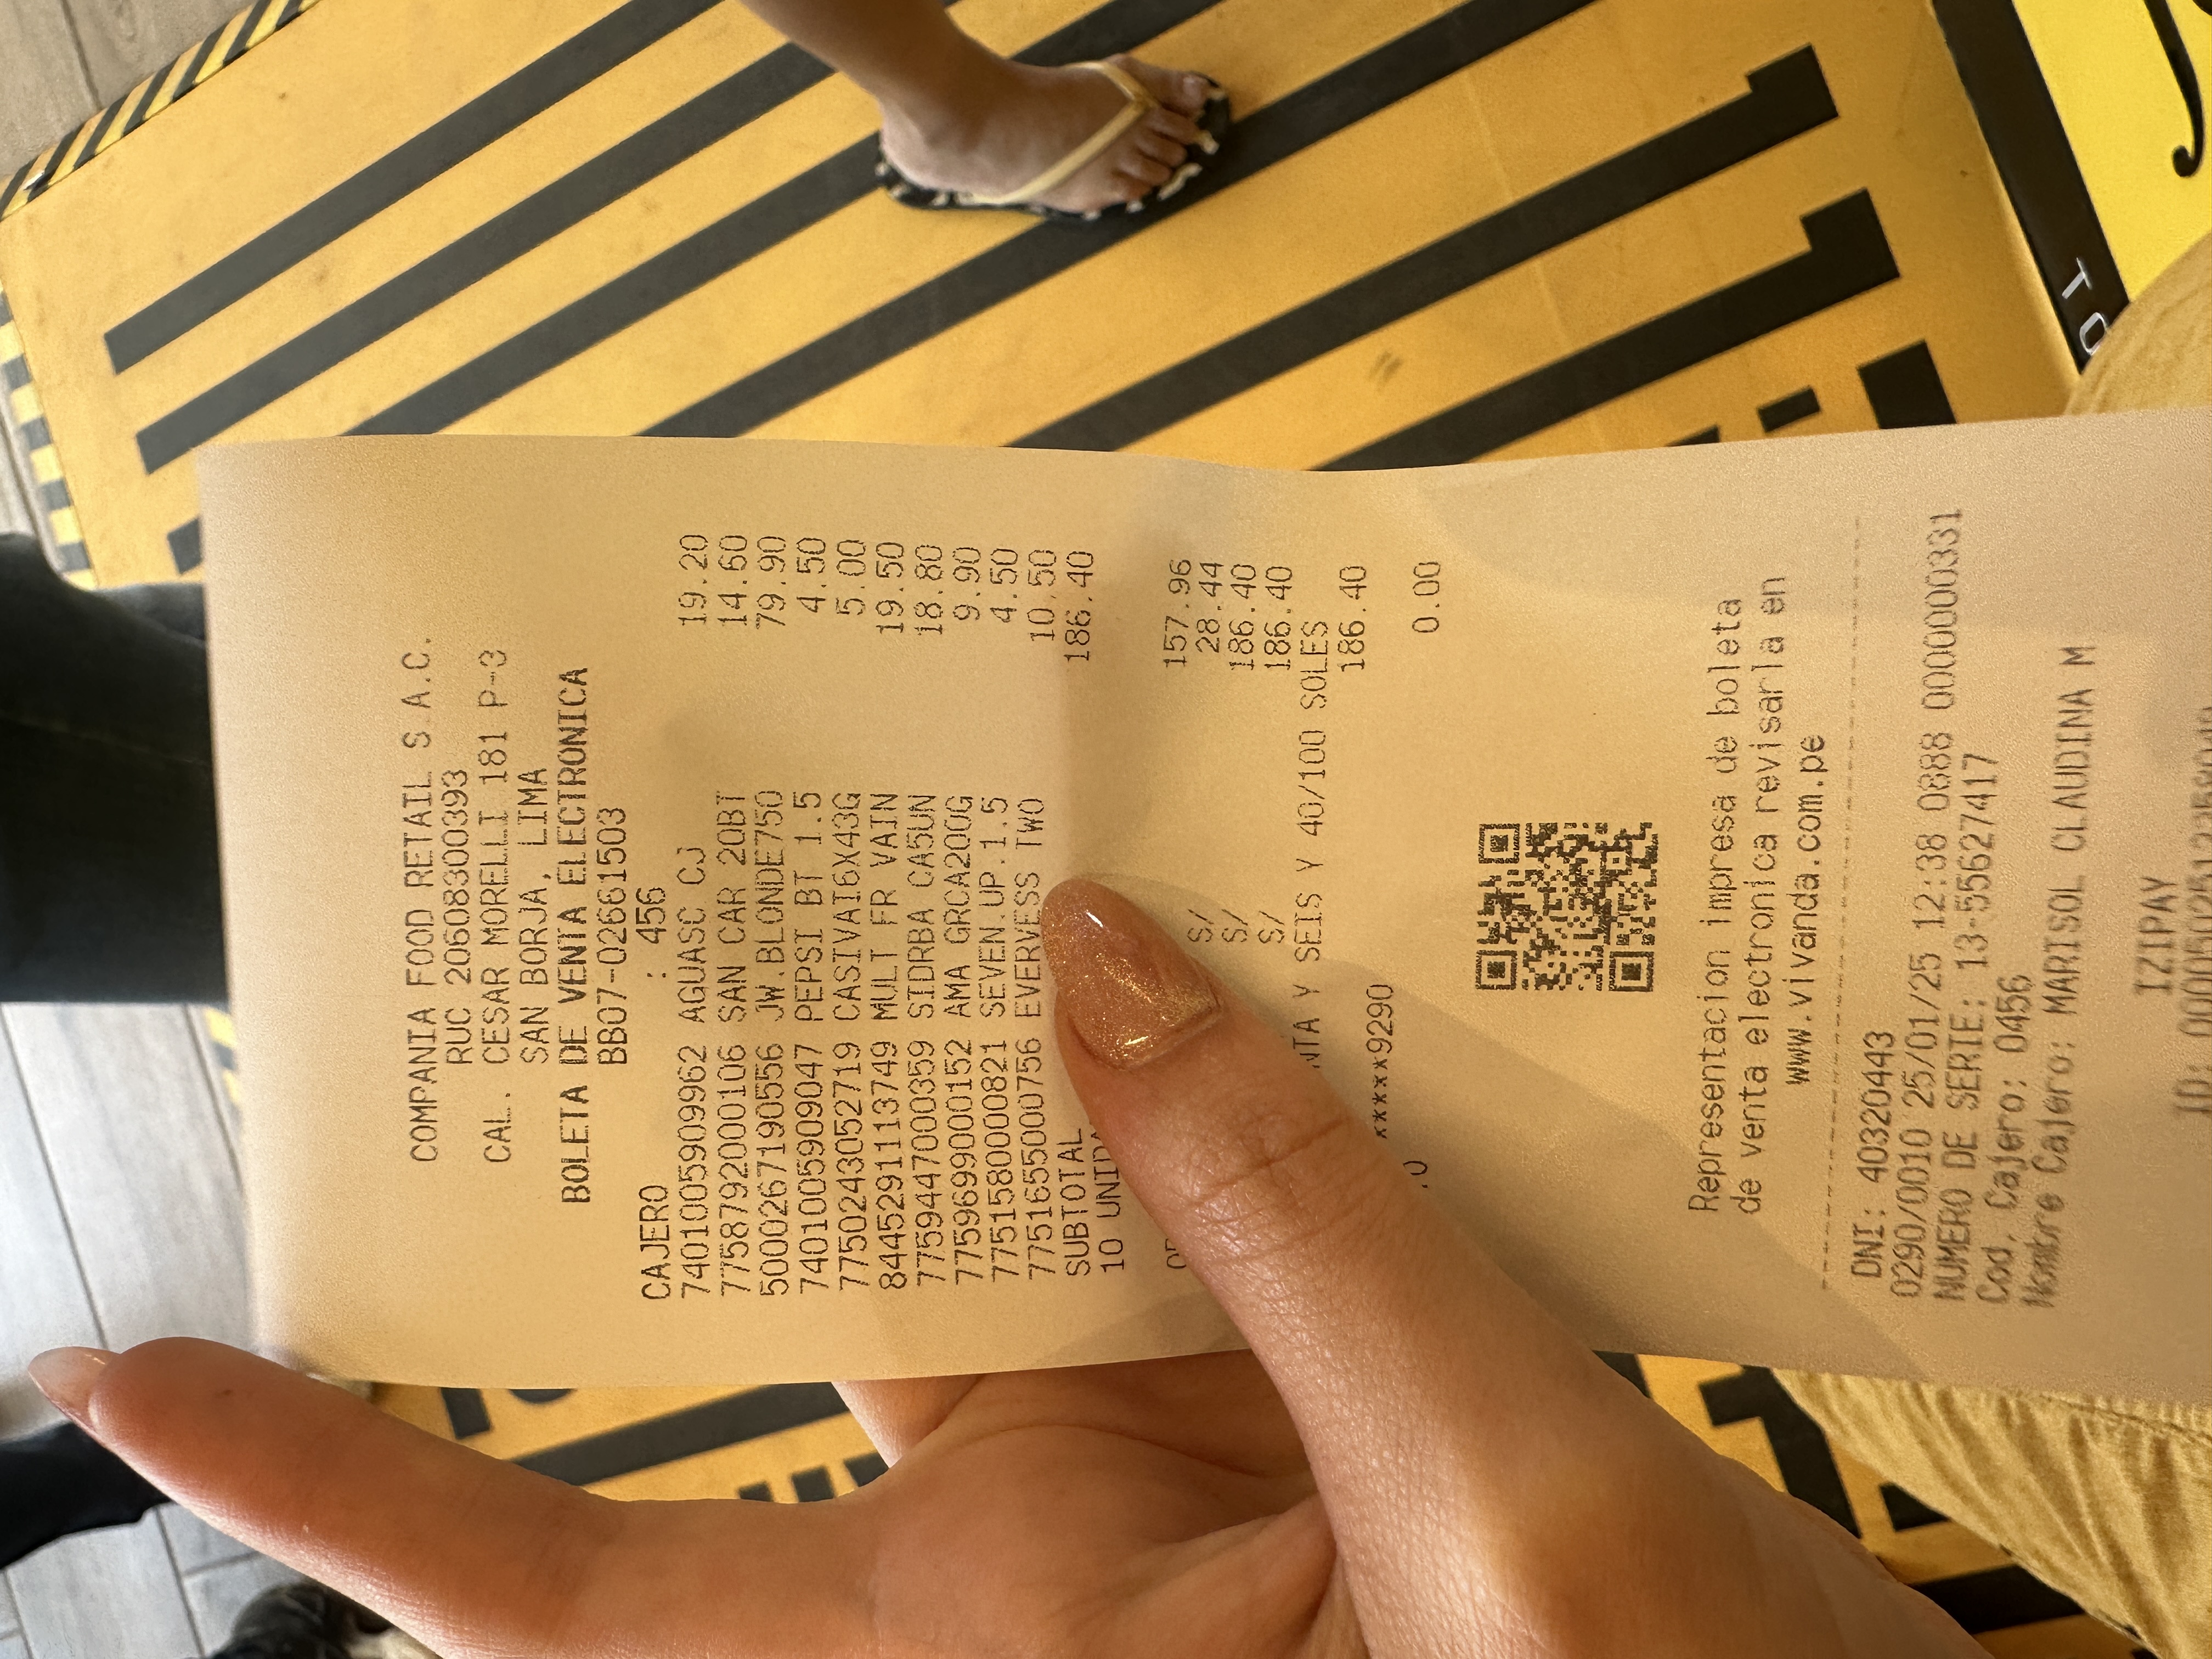 COMPANIA FOOD RETAIL S.A.C.
RUC 20608300393
CAL. CESAR MORELLI 181 P-3
SAN BORJA, LIMA
BOLETA DE VENTA ELECTRONICA
BB07-02661503
CAJERO : 456
7401005909962 AGUASC CJ 19.20
7758792000106 SAN CAR 20BT 14.60
5000267190556 JW.BLONDE750 79.90
7401005909047 PEPSI BT 1.5 4.50
7750243052719 CASIVAI6X43G 5.00
8445291113749 MULT FR VAIN 19.50
7759447000359 SIDRBA CA5UN 18.80
7759699000152 AMA GRCA200G 9.90
7751580000821 SEVEN.UP.1.5 4.50
7751655000756 EVERVESS TWO 10.50
SUBTOTAL 186.40
10
157.96
S/ 28.44
S/ 186.40
S/ 186.40
Y SEIS Y 40/100 SOLES
186.40
*****9290
0.00
Representacion impresa de boleta
de venta electronica revisarla en
www.vivanda.com.pe
DNI: 40320443
0290/0010 25/01/25 12:38 0888 0000000331
NUMERO DE SERIE: 13-55627417
Cod. Cajero: 0456
Nombre Cajero: MARISOL CLAUDINA M
IZIPAY
ID:
TO